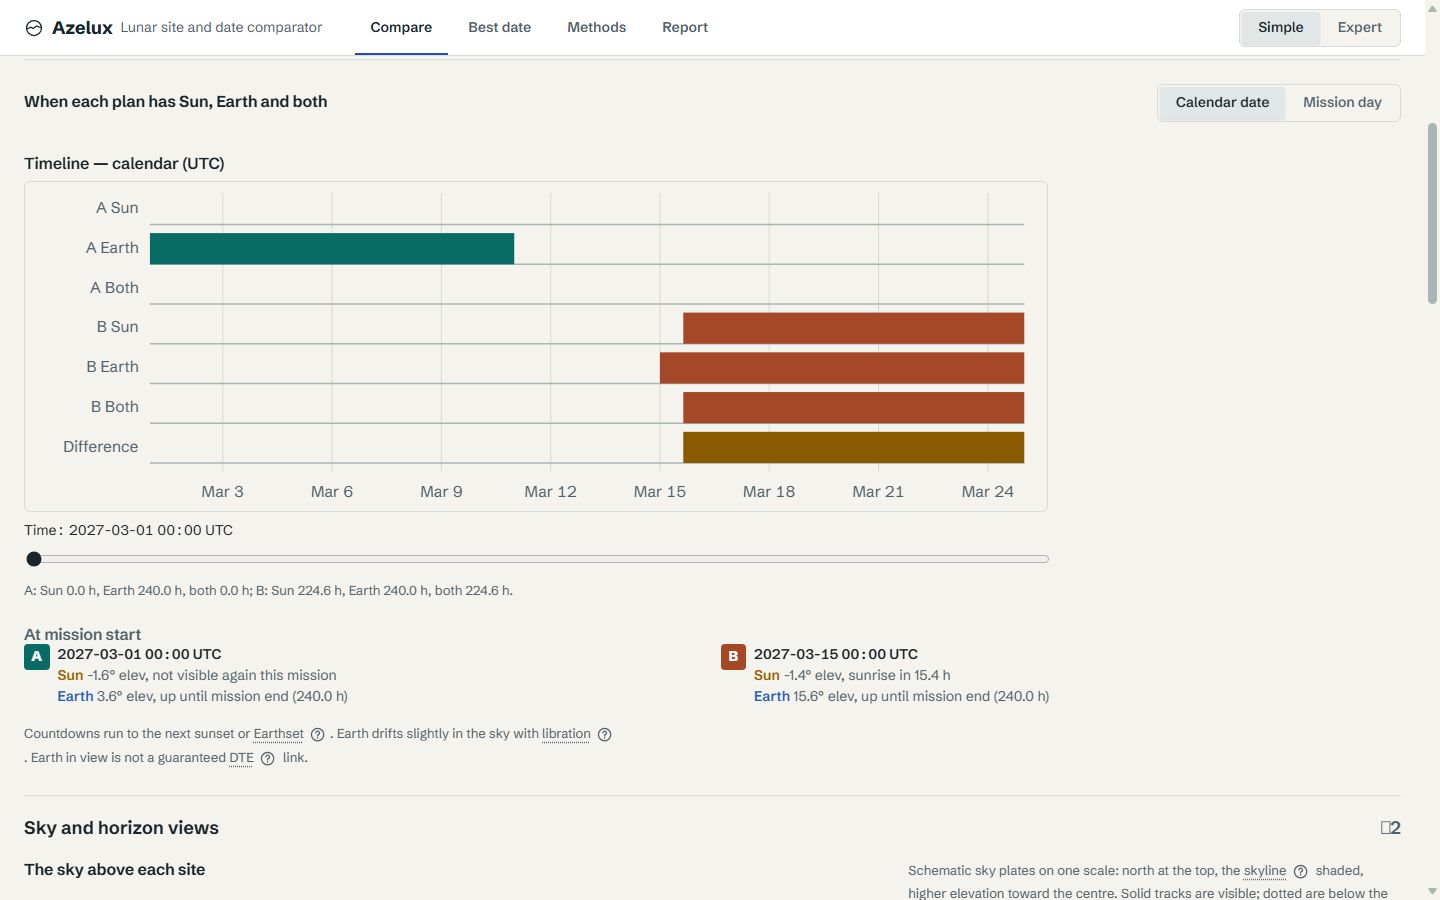 Azelux Lunar site and date comparator Compare Best date Methods Report Simple Expert
When each plan has Sun, Earth and both Calendar date Mission day
Timeline — calendar (UTC)
A Sun
A Earth
A Both
B Sun
B Earth
B Both
Difference
Mar 3 Mar 6 Mar 9 Mar 12 Mar 15 Mar 18 Mar 21 Mar 24
Time: 2027-03-01 00:00 UTC
A: Sun 0.0 h, Earth 240.0 h, both 0.0 h; B: Sun 224.6 h, Earth 240.0 h, both 224.6 h.
At mission start
A 2027-03-01 00:00 UTC
Sun -1.6° elev, not visible again this mission
Earth 3.6° elev, up until mission end (240.0 h)
B 2027-03-15 00:00 UTC
Sun -1.4° elev, sunrise in 15.4 h
Earth 15.6° elev, up until mission end (240.0 h)
Countdowns run to the next sunset or Earthset ? . Earth drifts slightly in the sky with libration ?
. Earth in view is not a guaranteed DTE ? link.
Sky and horizon views 2
The sky above each site
Schematic sky plates on one scale: north at the top, the skyline ? shaded,
higher elevation toward the centre. Solid tracks are visible; dotted are below the